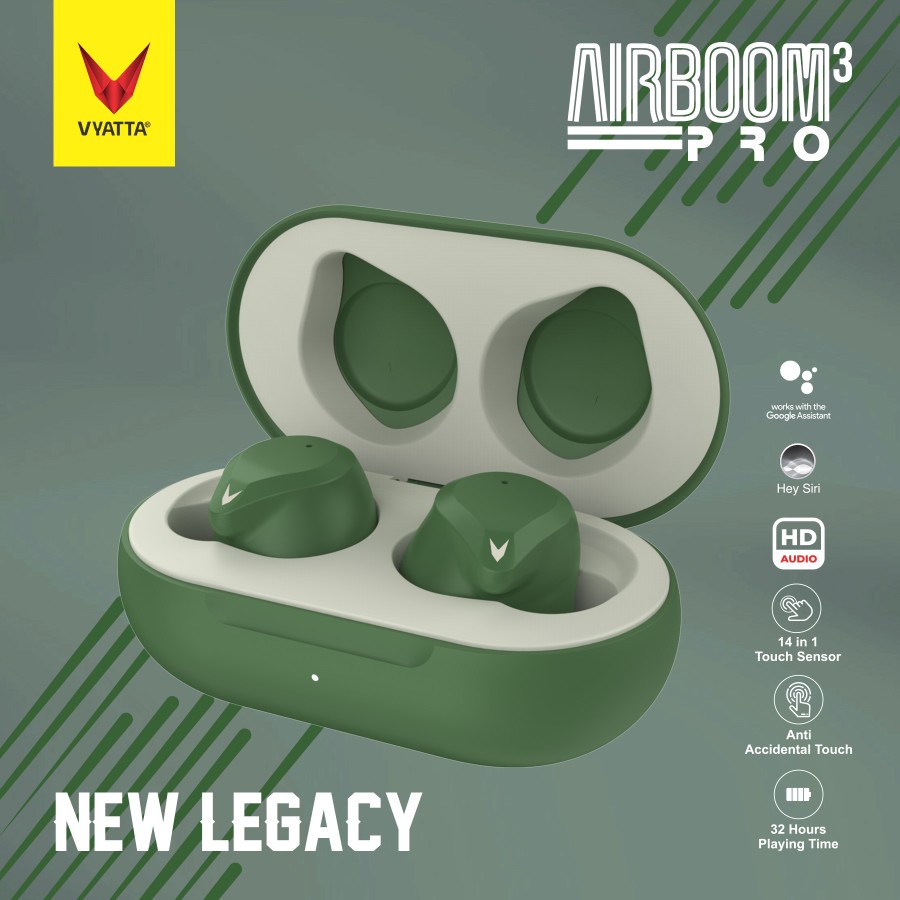 VYATTA®
AIRBOOM³
PRO
works with the
Google Assistant
Hey Siri
HD
AUDIO
14 in 1
Touch Sensor
Anti
Accidental Touch
32 Hours
Playing Time
NEW LEGACY